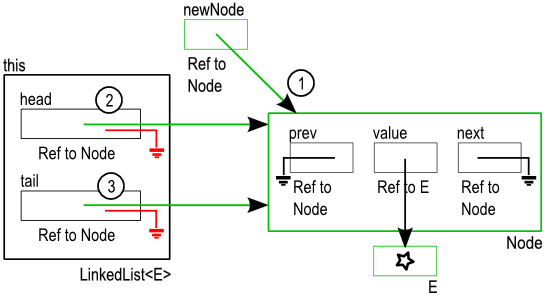 newNode
Ref to
Node
1
this
head
2
Ref to Node
tail
3
Ref to Node
LinkedList<E>
prev
value
next
Ref to
Node
Ref to E
Ref to
Node
Node
E